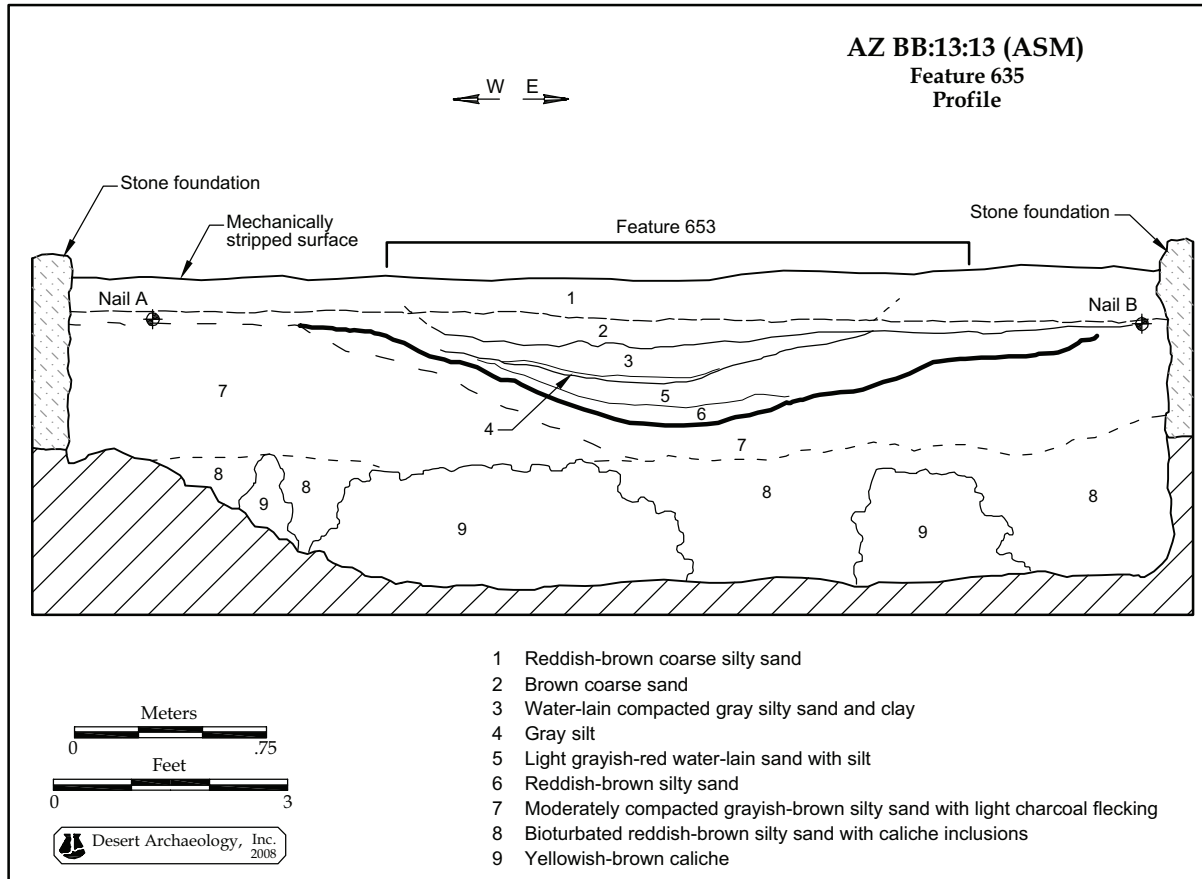 AZ BB:13:13 (ASM)
Feature 635
Profile
W E
Stone foundation
Mechanically
stripped surface
Feature 653
Stone foundation
Nail A
1
Nail B
2
3
7
5
6
4
7
8
8
9
8
8
9
9
1 Reddish-brown coarse silty sand
2 Brown coarse sand
3 Water-lain compacted gray silty sand and clay
4 Gray silt
5 Light grayish-red water-lain sand with silt
6 Reddish-brown silty sand
7 Moderately compacted grayish-brown silty sand with light charcoal flecking
8 Bioturbated reddish-brown silty sand with caliche inclusions
9 Yellowish-brown caliche
Meters
0 .75
Feet
0 3
Desert Archaeology, Inc.
2008